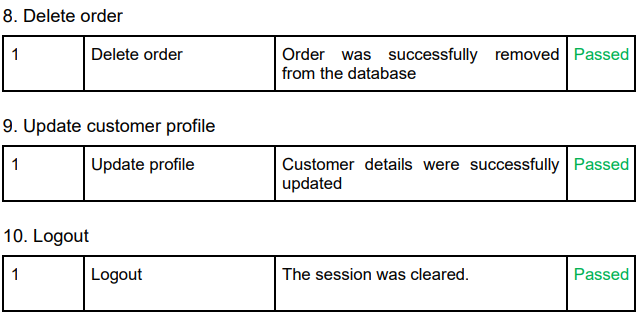 8. Delete order
1 Delete order Order was successfully removed Passed
from the database
9. Update customer profile
1 Update profile Customer details were successfully Passed
updated
10. Logout
1 Logout The session was cleared. Passed